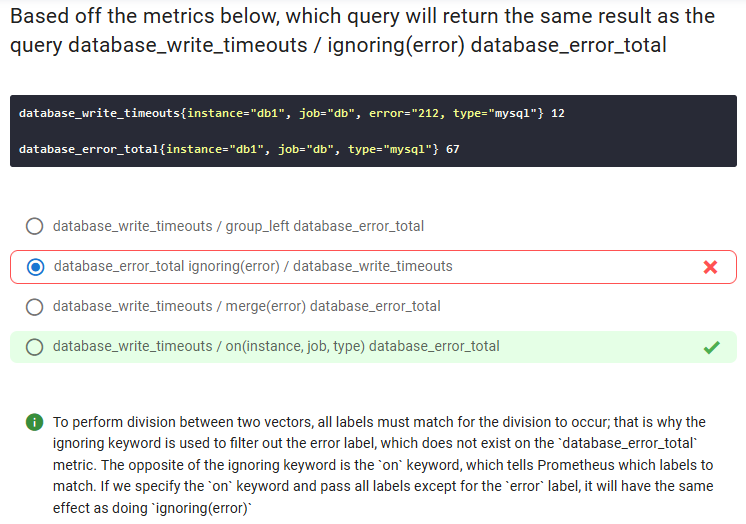 Based off the metrics below, which query will return the same result as the
query database_write_timeouts / ignoring(error) database_error_total
database_write_timeouts{instance="db1", job="db", error="212, type="mysql"} 12
database_error_total{instance="db1", job="db", type="mysql"} 67
database_write_timeouts / group_left database_error_total
database_error_total ignoring(error) / database_write_timeouts
database_write_timeouts / merge(error) database_error_total
database_write_timeouts / on(instance, job, type) database_error_total
To perform division between two vectors, all labels must match for the division to occur; that is why the
ignoring keyword is used to filter out the error label, which does not exist on the `database_error_total`
metric. The opposite of the ignoring keyword is the `on` keyword, which tells Prometheus which labels to
match. If we specify the `on` keyword and pass all labels except for the `error` label, it will have the same
effect as doing `ignoring(error)`